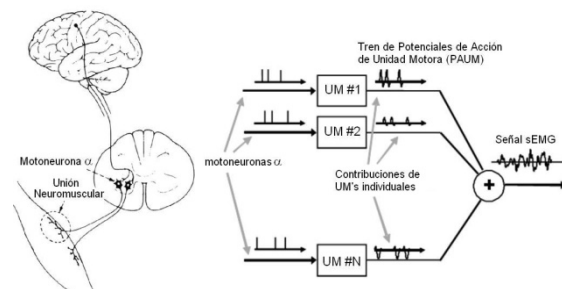 Motoneurona α
Unión
Neuromuscular
motoneuronas α
Tren de Potenciales de Acción
de Unidad Motora (PAUM)
UM #1
UM #2
Contribuciones de
UM's individuales
UM #N
Señal sEMG
+